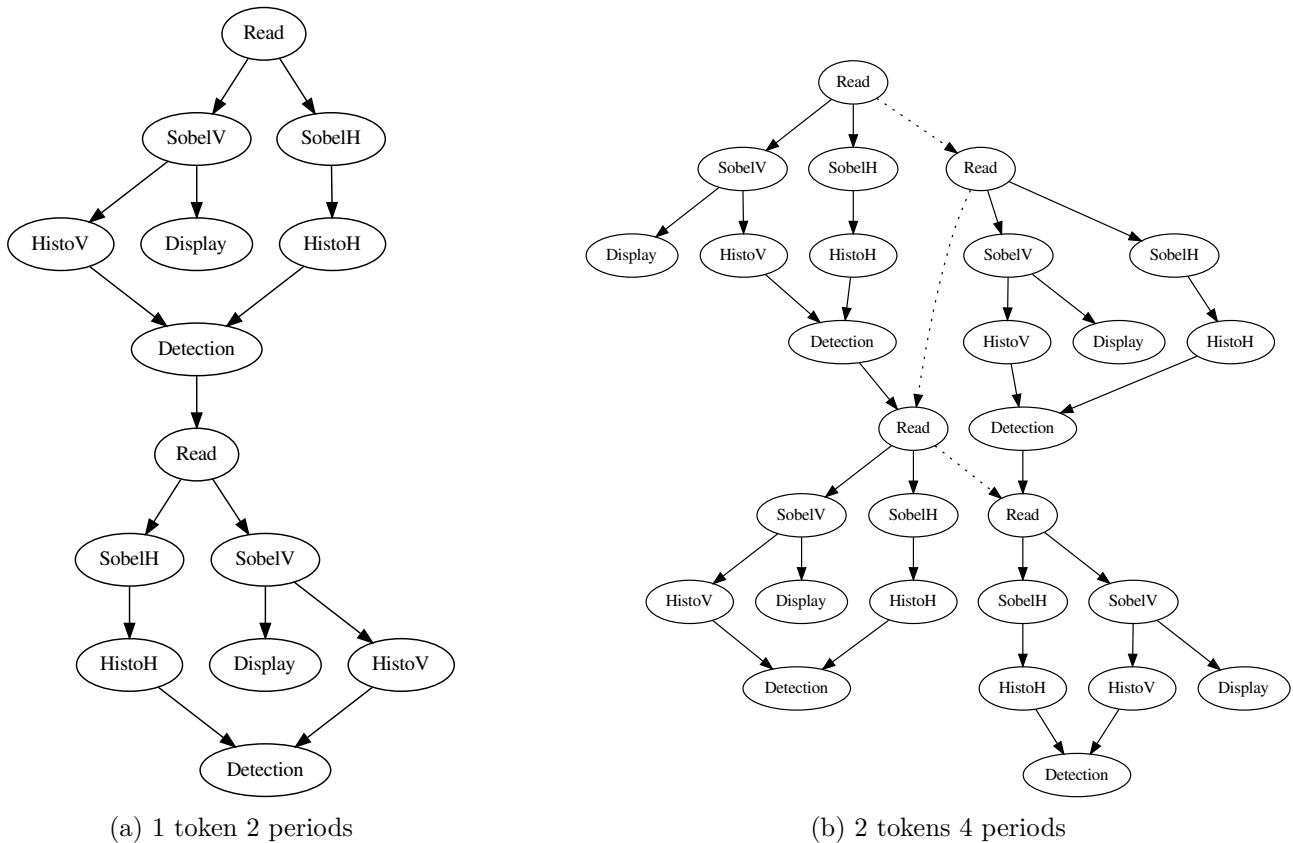 Read
SobelV SobelH
HistoV Display HistoH
Detection
Read
SobelH SobelV
HistoH Display HistoV
Detection
(a) 1 token 2 periods
Read
SobelV SobelH Read
Display HistoV HistoH SobelV SobelH
Detection HistoV Display HistoH
Read Detection
SobelV SobelH Read
HistoV Display HistoH SobelH SobelV
Detection HistoH HistoV Display
Detection
(b) 2 tokens 4 periods